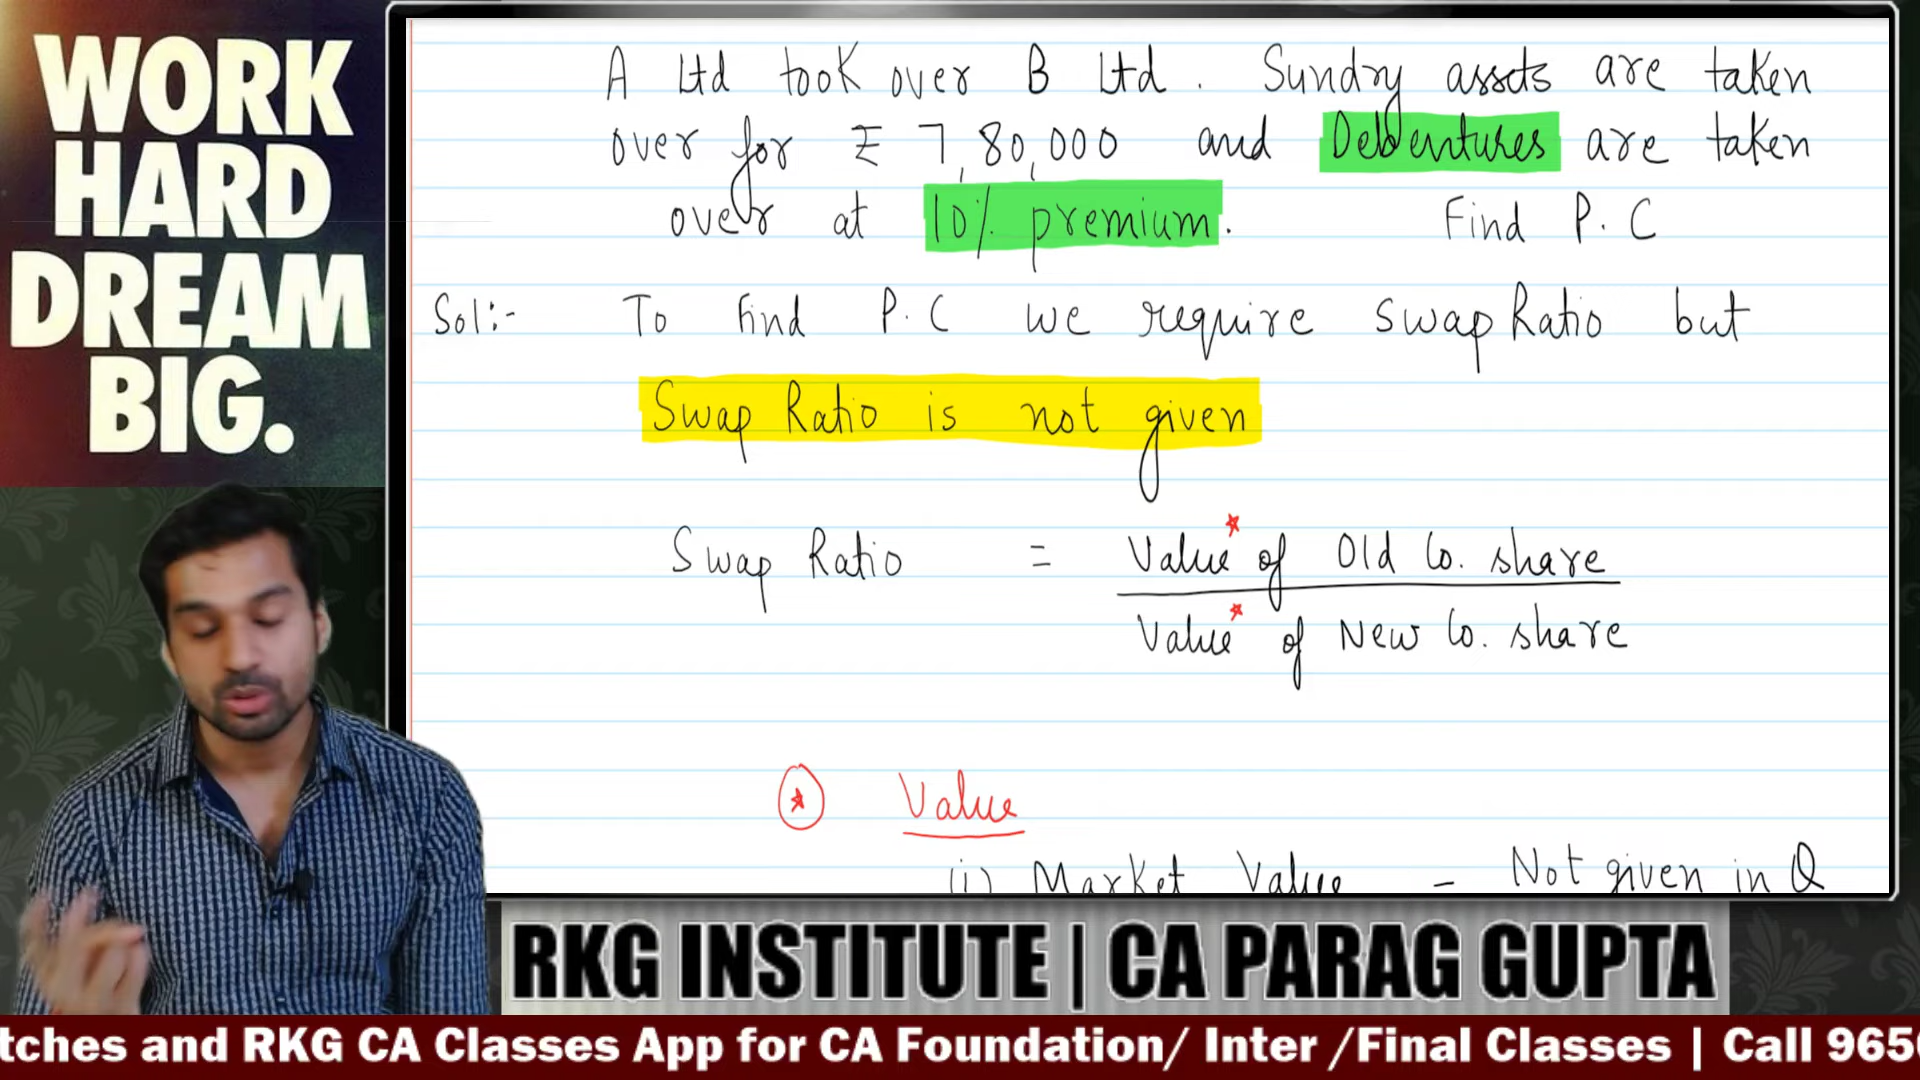 WORK
HARD
DREAM
BIG.
A Ltd took over B Ltd. Sundry assets are taken
over for ₹ 7,80,000 and Debentures are taken
over at 10% premium. Find P.C
Sol:- To find P.C we require swap Ratio but
Swap Ratio is not given
Swap Ratio = Value* of Old Co. share
Value* of New Co. share
* Value
(i) Market Value - Not given in Q
RKG INSTITUTE | CA PARAG GUPTA
tches and RKG CA Classes App for CA Foundation/ Inter /Final Classes | Call 965